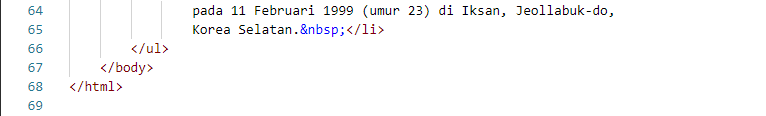 64 pada 11 Februari 1999 (umur 23) di Iksan, Jeollabuk-do,
65 Korea Selatan.&nbsp;</li>
66 </ul>
67 </body>
68 </html>
69